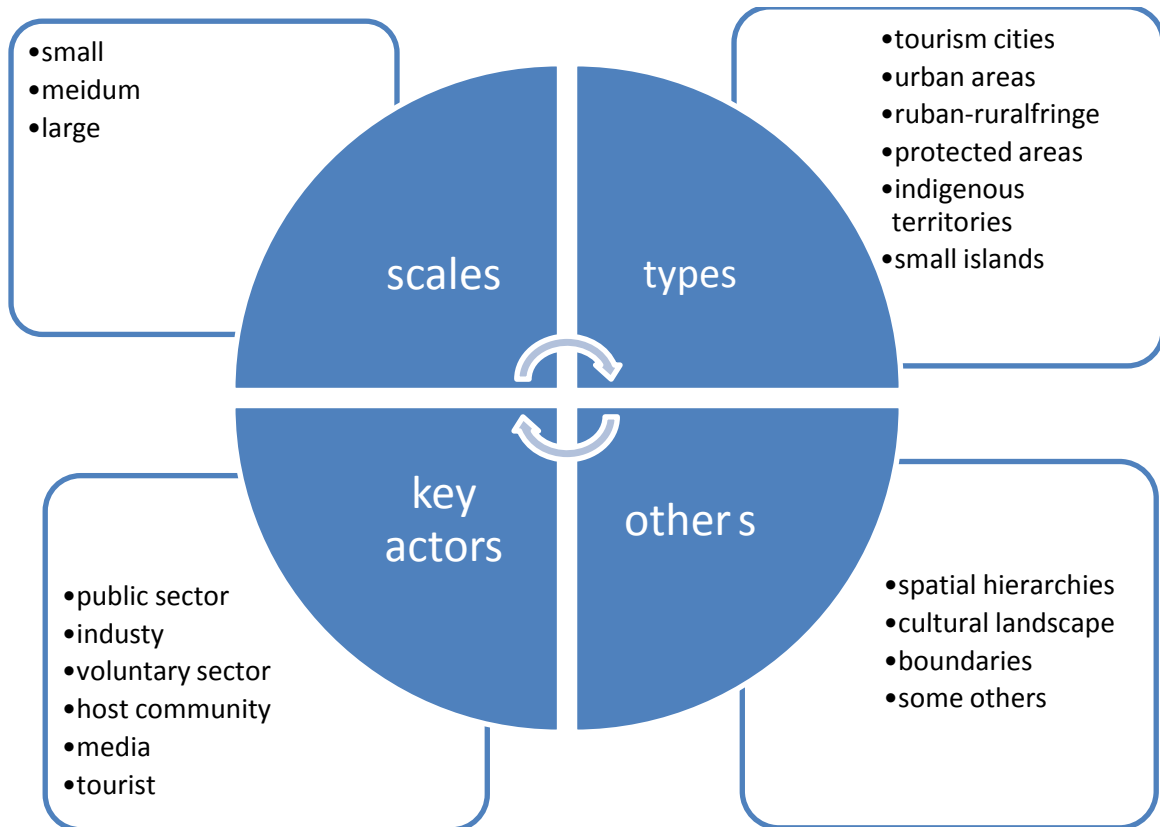 •small
•meidum
•large
•tourism cities
•urban areas
•ruban-ruralfringe
•protected areas
•indigenous
territories
•small islands
scales
types
key
actors
other s
•public sector
•industy
•voluntary sector
•host community
•media
•tourist
•spatial hierarchies
•cultural landscape
•boundaries
•some others